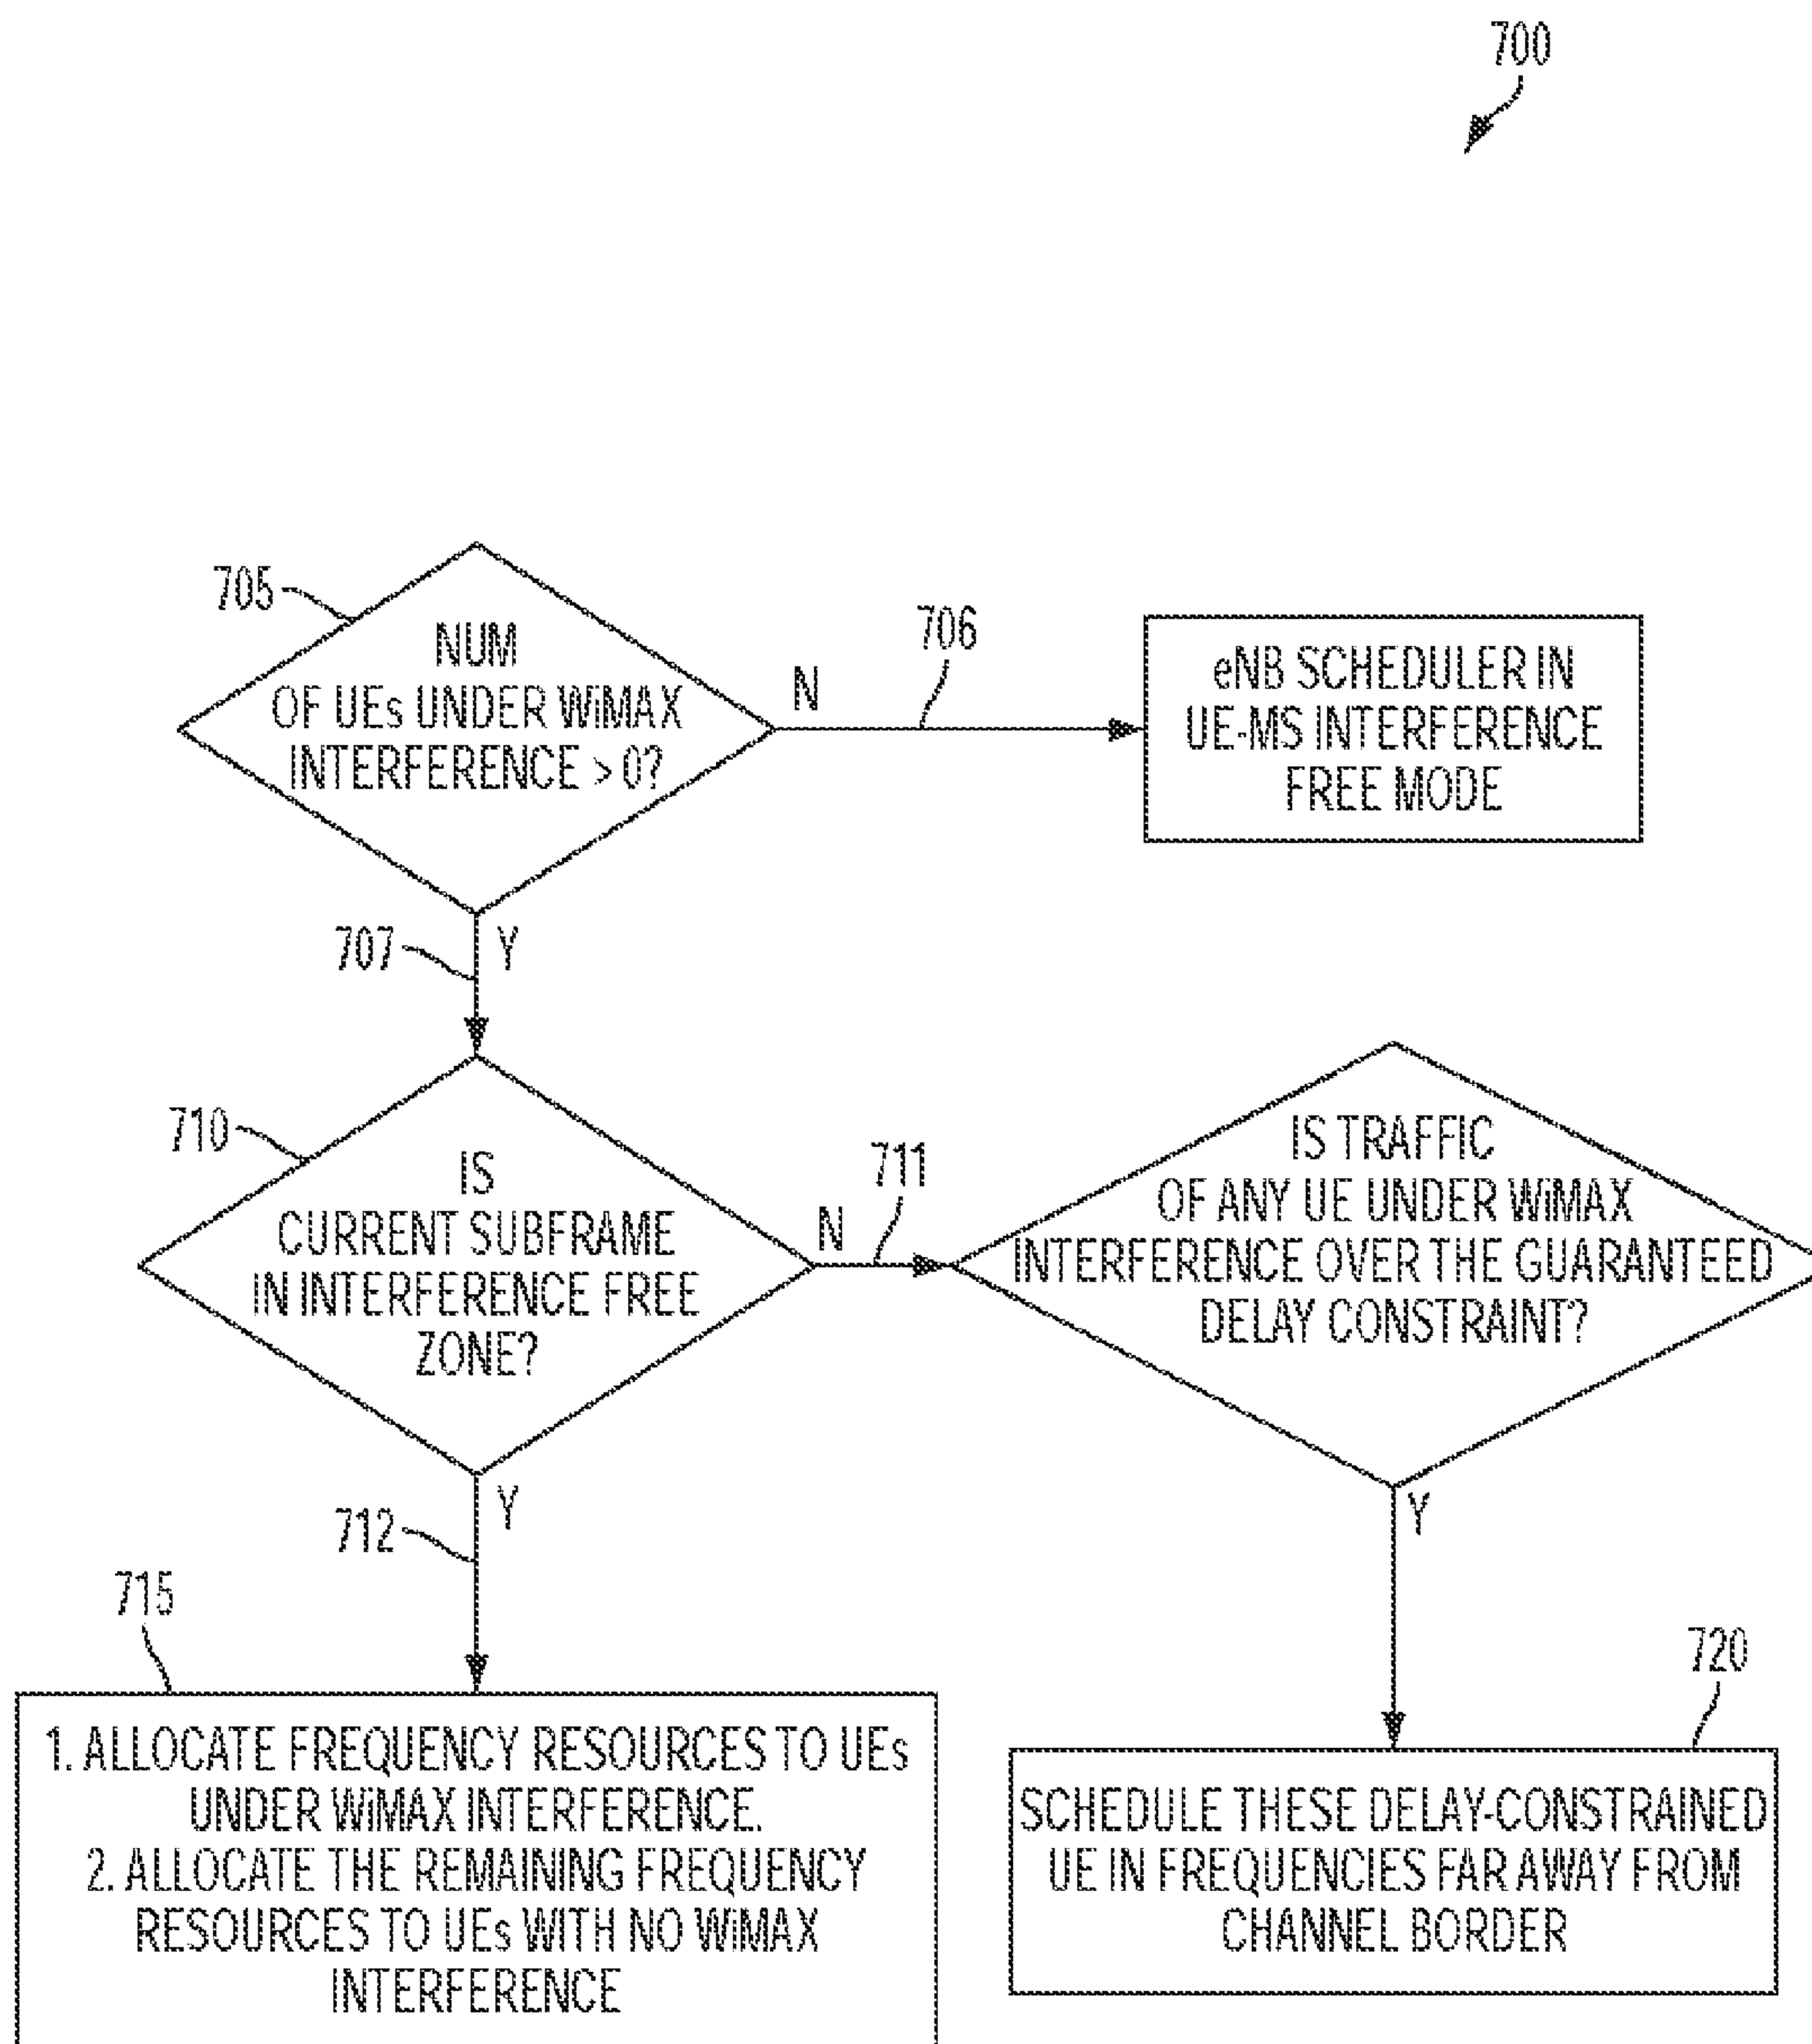 700
705
NUM
OF UEs UNDER WiMAX
INTERFERENCE > 0?
N
706
eNB SCHEDULER IN
UE-MS INTERFERENCE
FREE MODE
707
Y
710
IS
CURRENT SUBFRAME
IN INTERFERENCE FREE
ZONE?
N
711
IS TRAFFIC
OF ANY UE UNDER WiMAX
INTERFERENCE OVER THE GUARANTEED
DELAY CONSTRAINT?
712
Y
Y
715
1. ALLOCATE FREQUENCY RESOURCES TO UEs
UNDER WiMAX INTERFERENCE.
2. ALLOCATE THE REMAINING FREQUENCY
RESOURCES TO UEs WITH NO WiMAX
INTERFERENCE
720
SCHEDULE THESE DELAY-CONSTRAINED
UE IN FREQUENCIES FAR AWAY FROM
CHANNEL BORDER